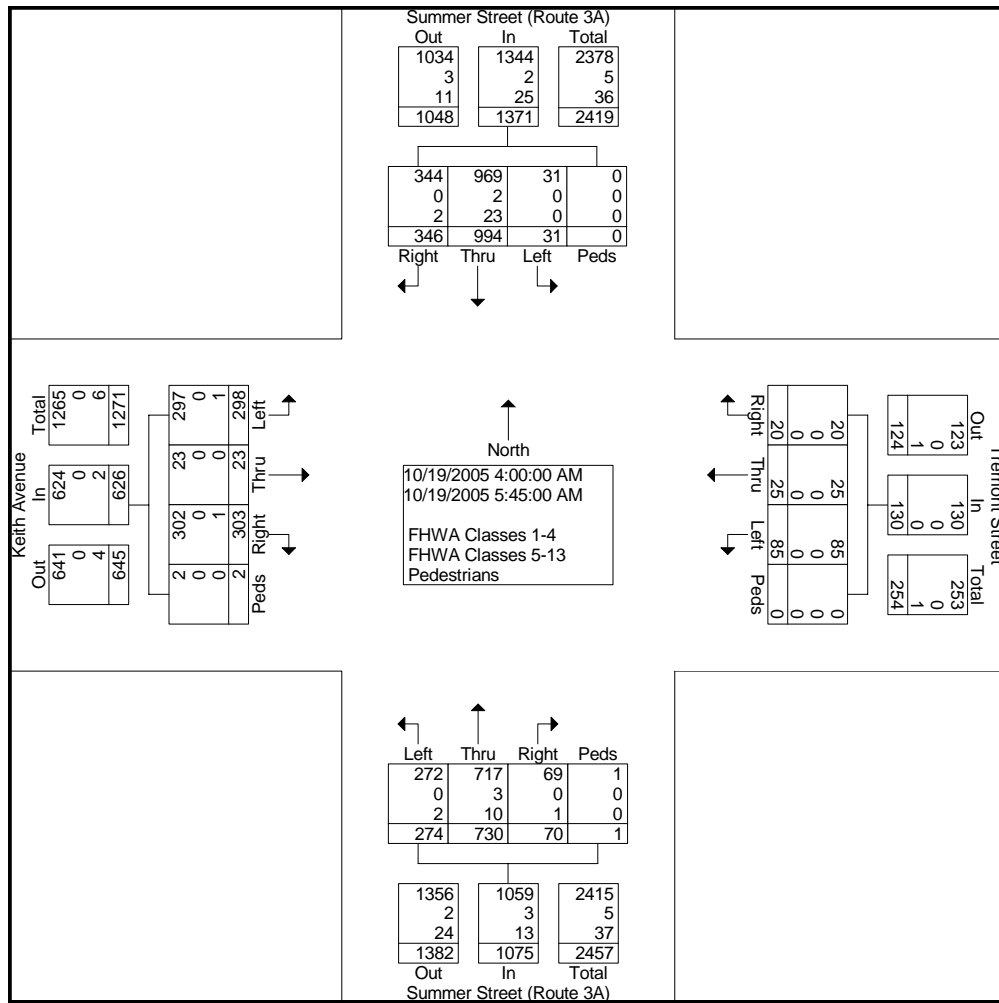 Summer Street (Route 3A)
Out In Total
1034 1344 2378
3 2 5
11 25 36
1048 1371 2419
344 969 31 0
0 2 0 0
2 23 0 0
346 994 31 0
Right Thru Left Peds
Keith Avenue
Out In Total
641 624 1265
0 0 0
4 2 6
645 626 1271
2 302 23 297
0 0 0 0
0 1 0 1
2 303 23 298
Peds Right Thru Left
North
10/19/2005 4:00:00 AM
10/19/2005 5:45:00 AM
FHWA Classes 1-4
FHWA Classes 5-13
Pedestrians
Tremont Street
Out In Total
123 130 253
0 0 0
1 0 1
124 130 254
20 25 85 0
0 0 0 0
0 0 0 0
20 25 85 0
Right Thru Left Peds
Left Thru Right Peds
272 717 69 1
0 3 0 0
2 10 1 0
274 730 70 1
1356 1059 2415
2 3 5
24 13 37
1382 1075 2457
Out In Total
Summer Street (Route 3A)